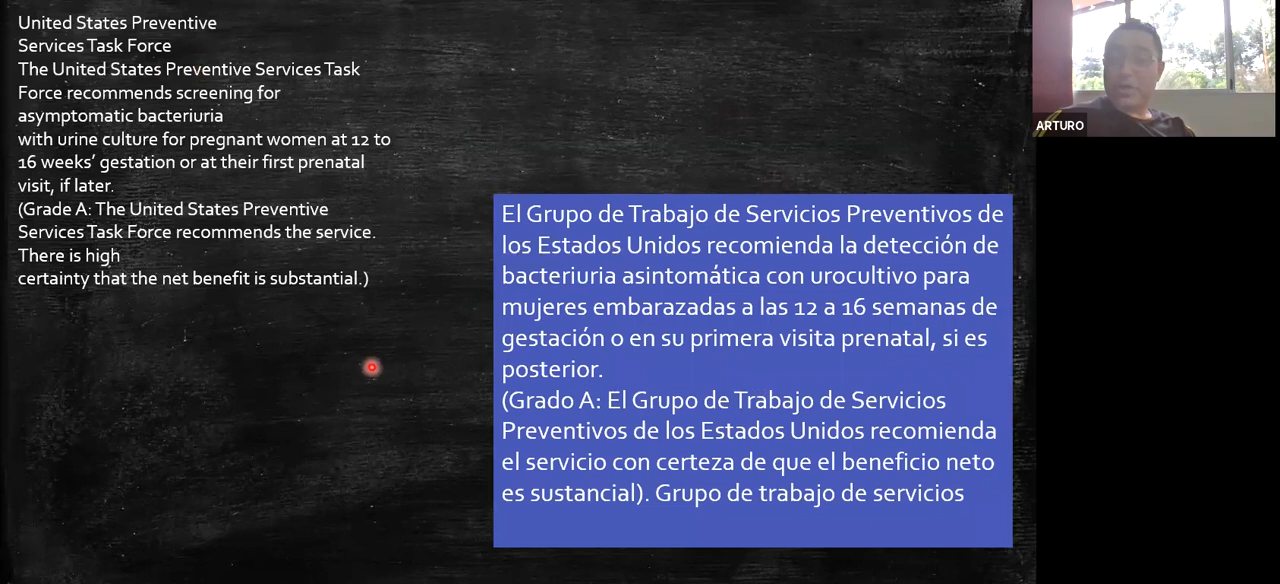 United States Preventive
Services Task Force
The United States Preventive Services Task
Force recommends screening for
asymptomatic bacteriuria
with urine culture for pregnant women at 12 to
16 weeks’ gestation or at their first prenatal
visit, if later.
(Grade A: The United States Preventive
Services Task Force recommends the service.
There is high
certainty that the net benefit is substantial.)
El Grupo de Trabajo de Servicios Preventivos de
los Estados Unidos recomienda la detección de
bacteriuria asintomática con urocultivo para
mujeres embarazadas a las 12 a 16 semanas de
gestación o en su primera visita prenatal, si es
posterior.
(Grado A: El Grupo de Trabajo de Servicios
Preventivos de los Estados Unidos recomienda
el servicio con certeza de que el beneficio neto
es sustancial). Grupo de trabajo de servicios
ARTURO